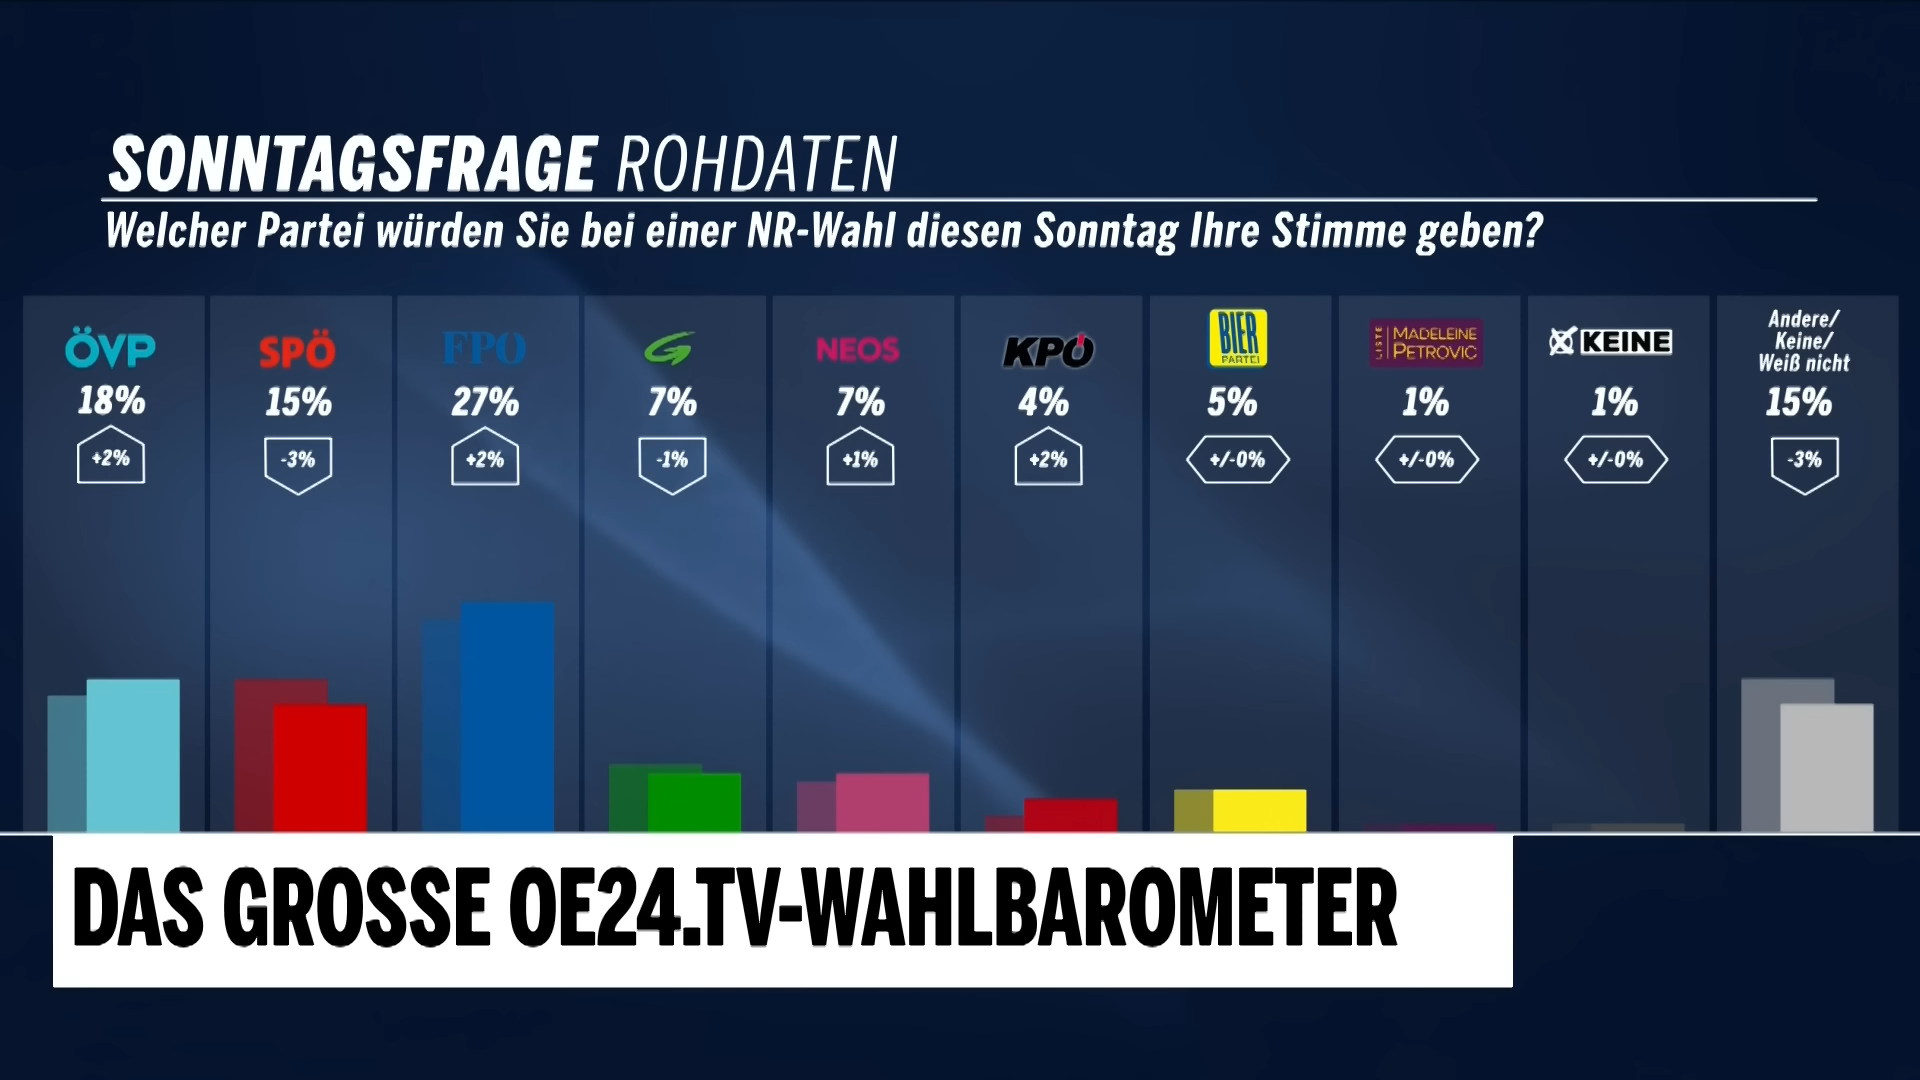 SONNTAGSFRAGE ROHDATEN
Welcher Partei würden Sie bei einer NR-Wahl diesen Sonntag Ihre Stimme geben?
ÖVP
18%
+2%
SPÖ
15%
-3%
FPÖ
27%
+2%
G
7%
-1%
NEOS
7%
+1%
KPÖ
4%
+2%
BIER
PARTEI
5%
+/-0%
LISTE
MADELEINE
PETROVIC
1%
+/-0%
KEINE
1%
+/-0%
Andere/
Keine/
Weiß nicht
15%
-3%
DAS GROSSE OE24.TV-WAHLBAROMETER